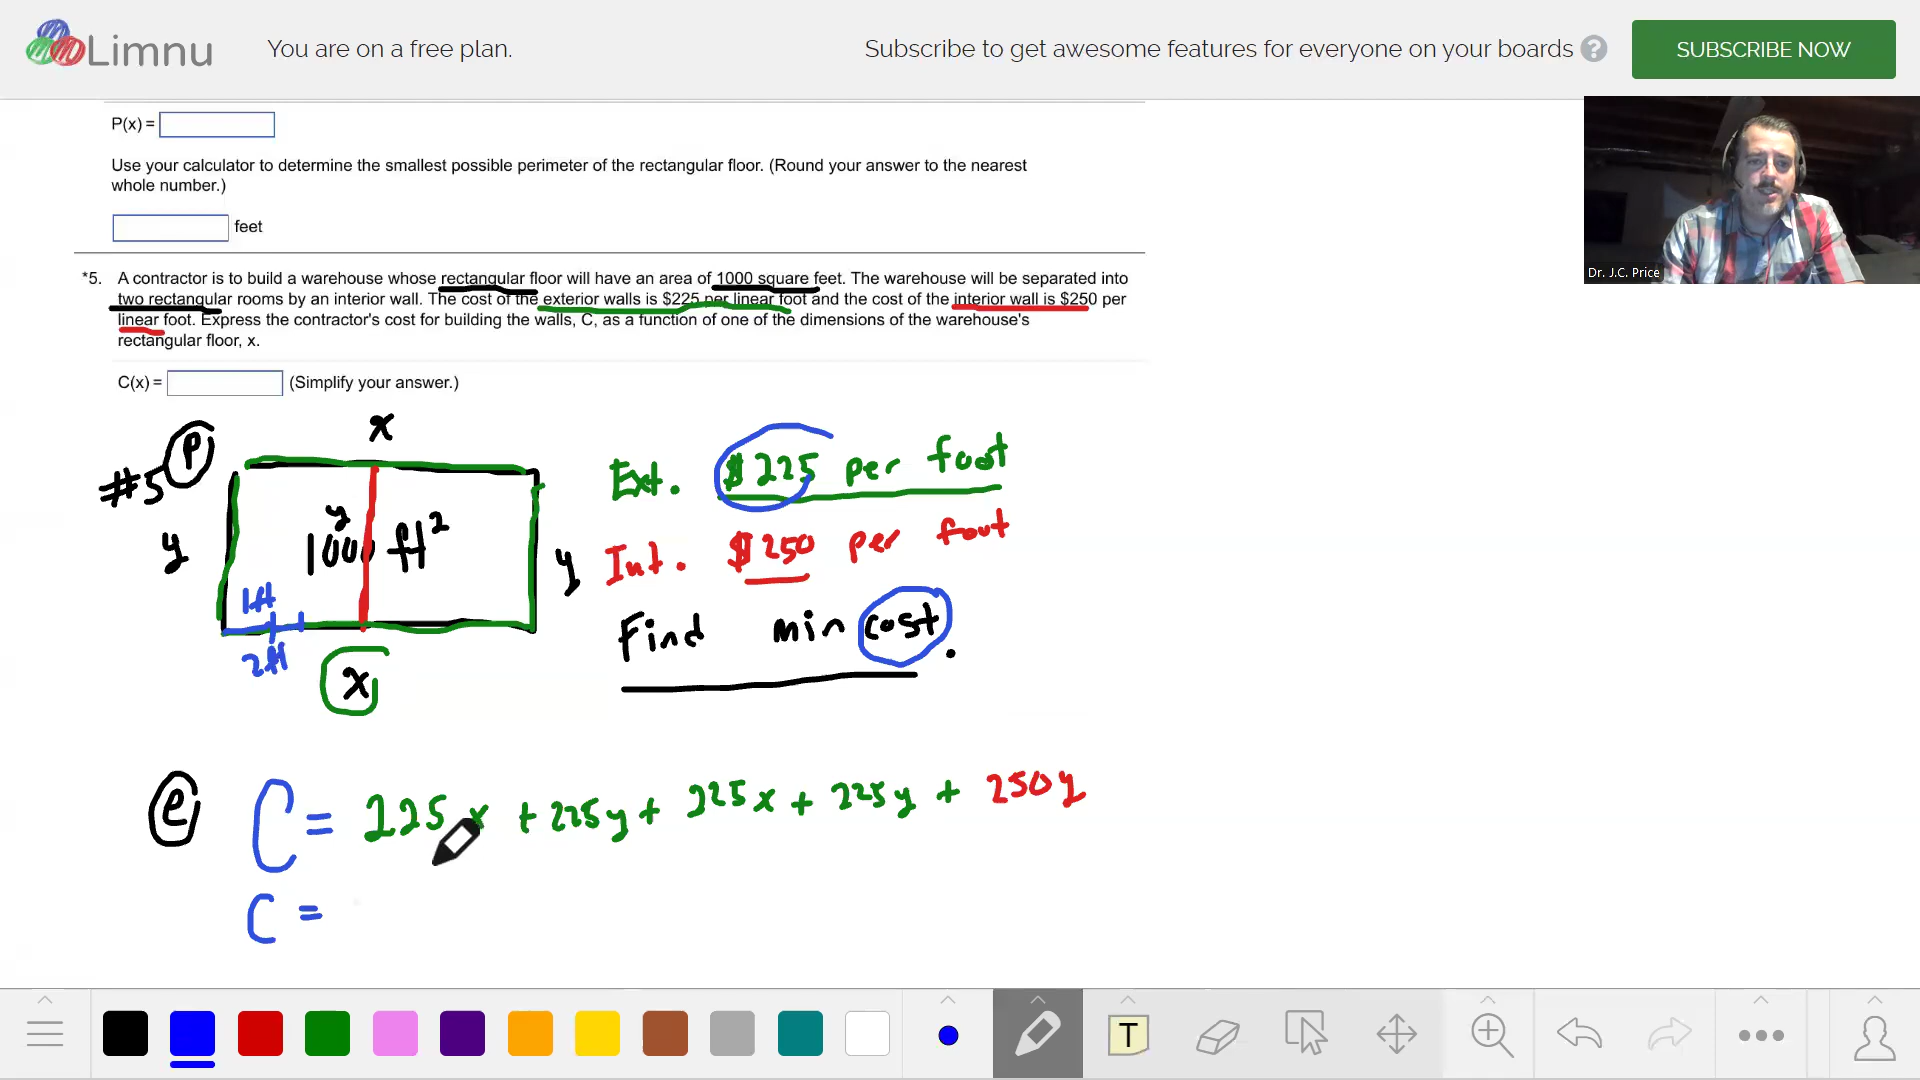 Limnu
You are on a free plan.
Subscribe to get awesome features for everyone on your boards ?
SUBSCRIBE NOW
P(x) =
Use your calculator to determine the smallest possible perimeter of the rectangular floor. (Round your answer to the nearest
whole number.)
feet
*5. A contractor is to build a warehouse whose rectangular floor will have an area of 1000 square feet. The warehouse will be separated into
two rectangular rooms by an interior wall. The cost of the exterior walls is $225 per linear foot and the cost of the interior wall is $250 per
linear foot. Express the contractor's cost for building the walls, C, as a function of one of the dimensions of the warehouse's
rectangular floor, x.
C(x) = (Simplify your answer.)
Dr. J.C. Price
#5 P
x
y
y
1000 ft²
y
1ft
2ft
x
Ext. $225 per foot
Int. $250 per foot
Find min cost.
e C = 225x + 225y + 225x + 225y + 250y
C =
T